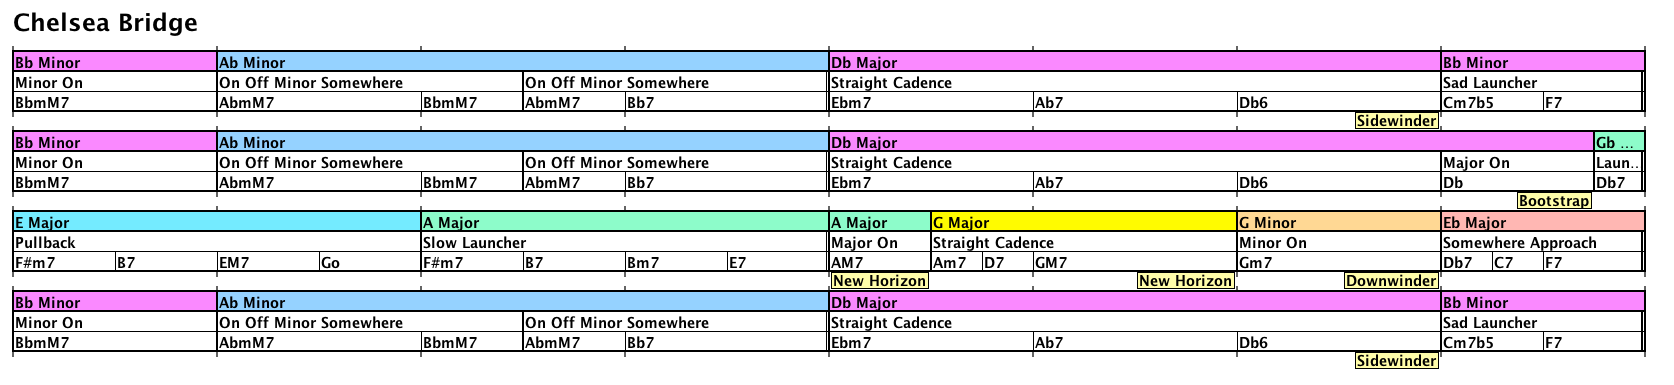 Chelsea Bridge
Bb Minor Ab Minor Db Major Bb Minor
Minor On On Off Minor Somewhere On Off Minor Somewhere Straight Cadence Sad Launcher
BbmM7 AbmM7 BbmM7 AbmM7 Bb7 Ebm7 Ab7 Db6 Cm7b5 F7
Sidewinder
Bb Minor Ab Minor Db Major Gb ...
Minor On On Off Minor Somewhere On Off Minor Somewhere Straight Cadence Major On Laun..
BbmM7 AbmM7 BbmM7 AbmM7 Bb7 Ebm7 Ab7 Db6 Db Db7
Bootstrap
E Major A Major A Major G Major G Minor Eb Major
Pullback Slow Launcher Major On Straight Cadence Minor On Somewhere Approach
F#m7 B7 EM7 Go F#m7 B7 Bm7 E7 AM7 Am7 D7 GM7 Gm7 Db7 C7 F7
New Horizon New Horizon Downwinder
Bb Minor Ab Minor Db Major Bb Minor
Minor On On Off Minor Somewhere On Off Minor Somewhere Straight Cadence Sad Launcher
BbmM7 AbmM7 BbmM7 AbmM7 Bb7 Ebm7 Ab7 Db6 Cm7b5 F7
Sidewinder